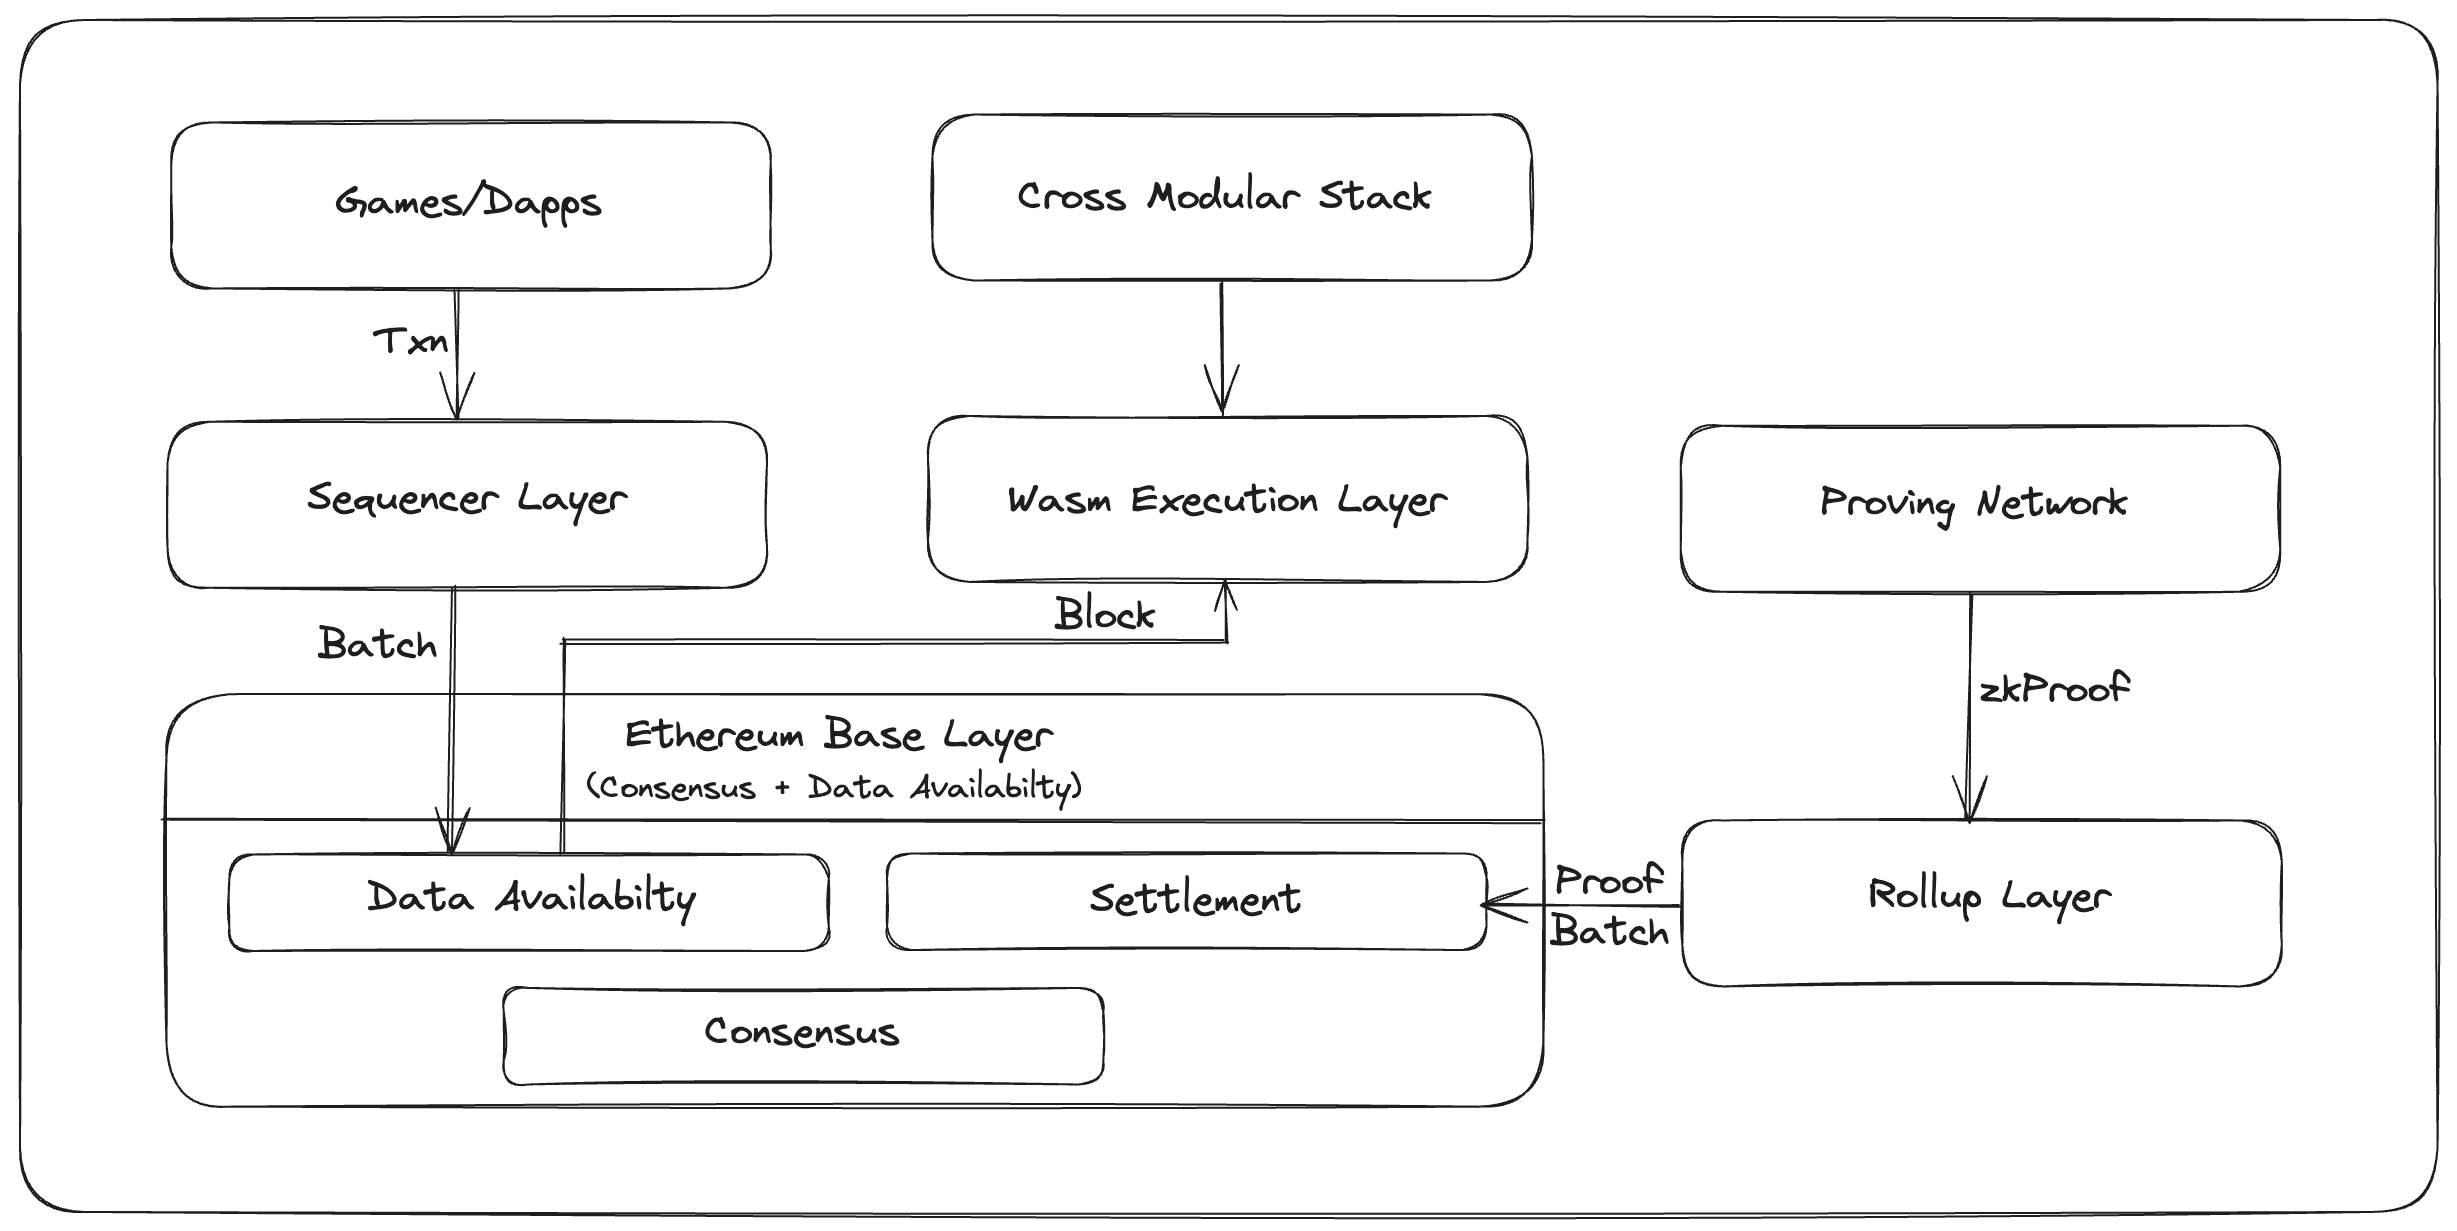 Games/Dapps
Cross Modular Stack
Txn
Sequencer Layer
Wasm Execution Layer
Proving Network
Batch
Block
zkProof
Ethereum Base Layer
(Consensus + Data Availabilty)
Data Availabilty
Settlement
Proof
Batch
Rollup Layer
Consensus